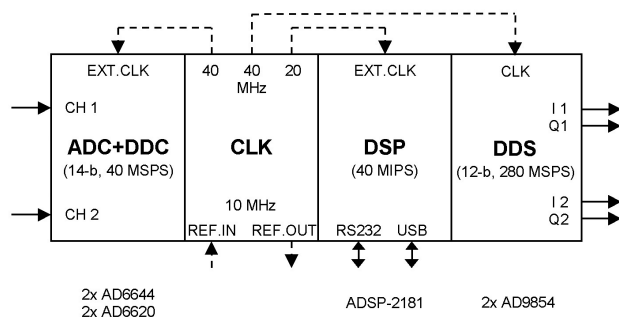 EXT.CLK
40 40 20
MHz
EXT.CLK
CLK
CH 1
I 1
Q1
ADC+DDC
(14-b, 40 MSPS)
CLK
DSP
(40 MIPS)
DDS
(12-b, 280 MSPS)
CH 2
10 MHz
REF.IN REF.OUT
RS232 USB
I 2
Q2
2x AD6644
2x AD6620
ADSP-2181
2x AD9854